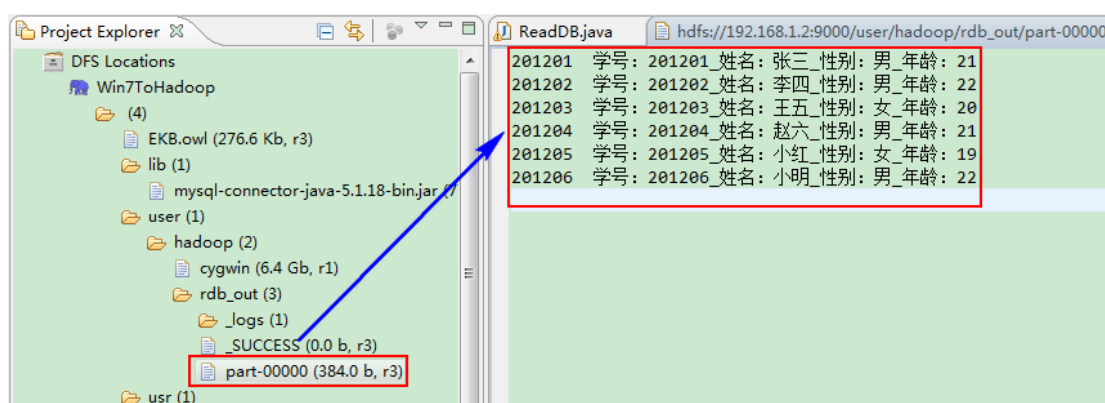 Project Explorer
DFS Locations
Win7ToHadoop
(4)
EKB.owl (276.6 Kb, r3)
lib (1)
mysql-connector-java-5.1.18-bin.jar (7
user (1)
hadoop (2)
cygwin (6.4 Gb, r1)
rdb_out (3)
_logs (1)
_SUCCESS (0.0 b, r3)
part-00000 (384.0 b, r3)
usr (1)
ReadDB.java
hdfs://192.168.1.2:9000/user/hadoop/rdb_out/part-00000
201201 学号：201201_姓名：张三_性别：男_年龄：21
201202 学号：201202_姓名：李四_性别：男_年龄：22
201203 学号：201203_姓名：王五_性别：女_年龄：20
201204 学号：201204_姓名：赵六_性别：男_年龄：21
201205 学号：201205_姓名：小红_性别：女_年龄：19
201206 学号：201206_姓名：小明_性别：男_年龄：22